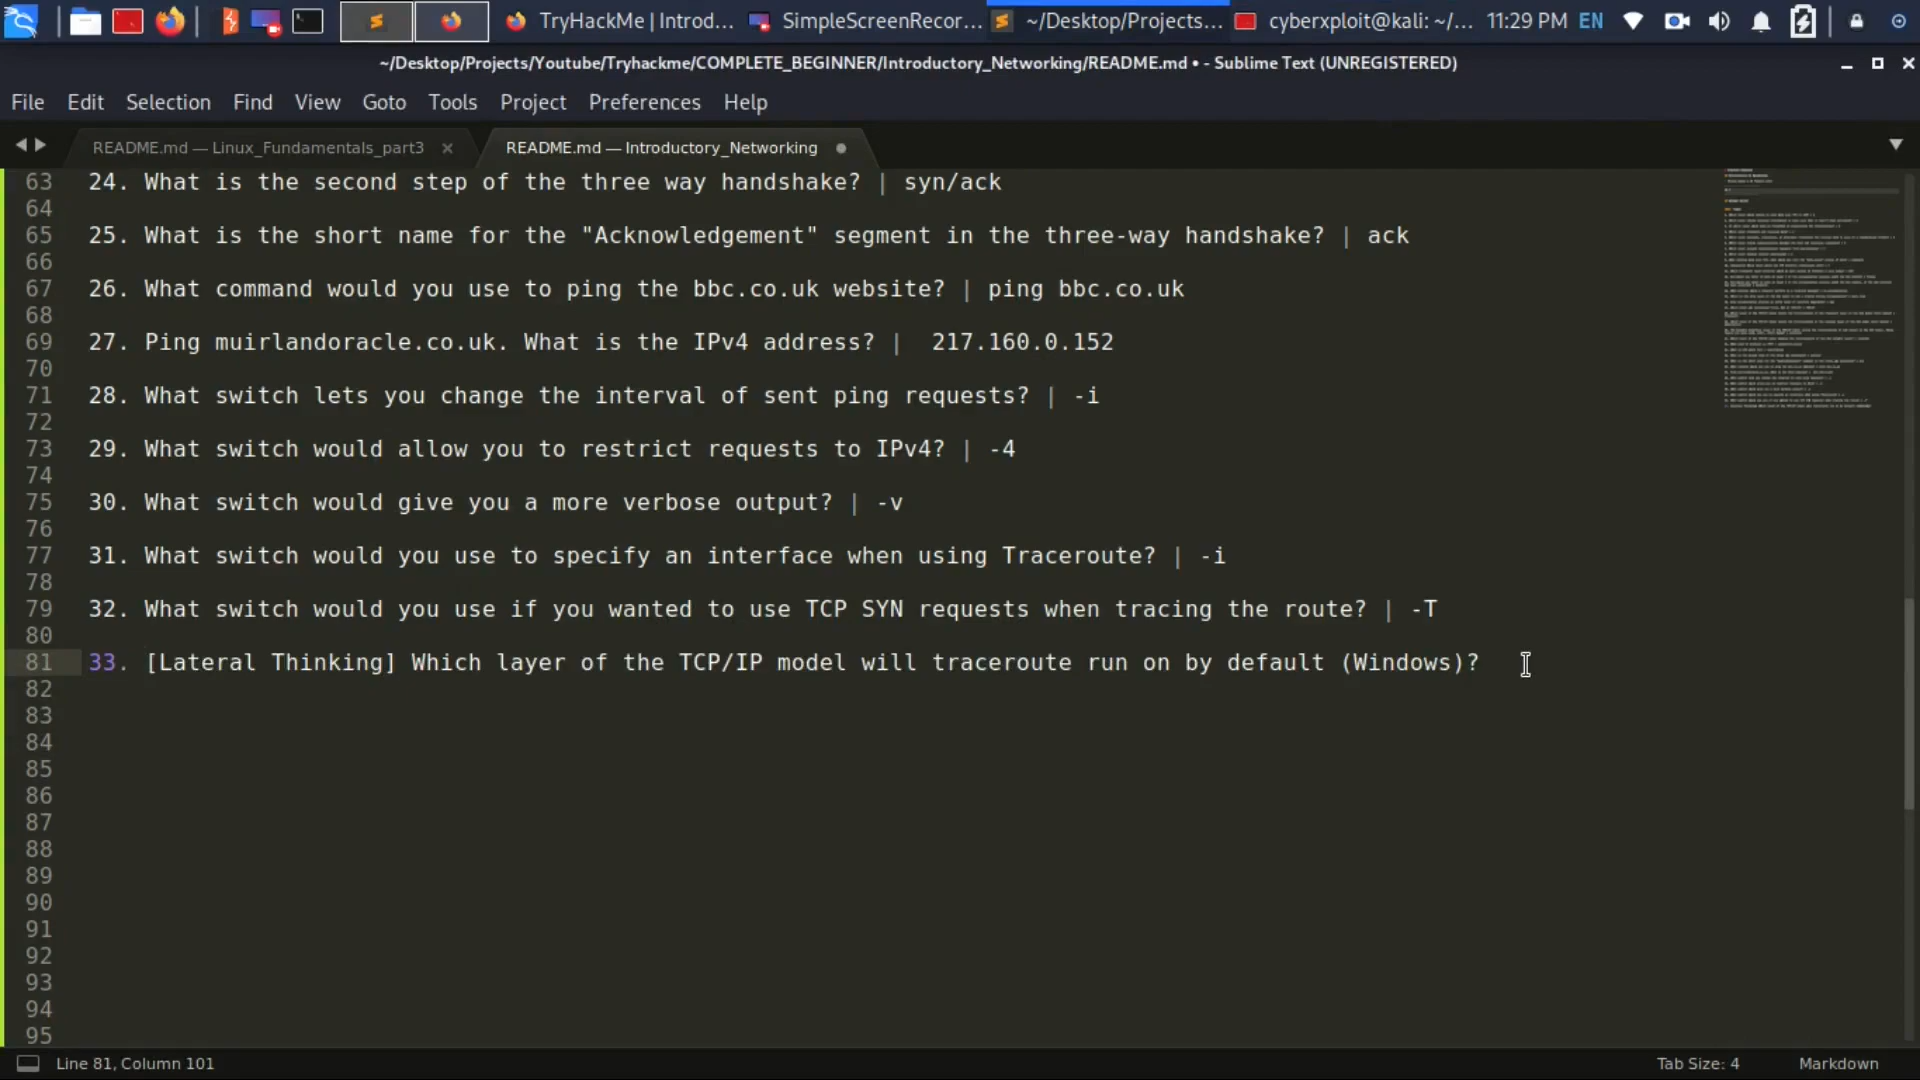 TryHackMe | Introd...
SimpleScreenRecor...
~/Desktop/Projects...
cyberxploit@kali: ~/...
11:29 PM
EN
~/Desktop/Projects/Youtube/Tryhackme/COMPLETE_BEGINNER/Introductory_Networking/README.md • - Sublime Text (UNREGISTERED)
File Edit Selection Find View Goto Tools Project Preferences Help
README.md — Linux_Fundamentals_part3
README.md — Introductory_Networking
63 24. What is the second step of the three way handshake? | syn/ack
64
65 25. What is the short name for the "Acknowledgement" segment in the three-way handshake? | ack
66
67 26. What command would you use to ping the bbc.co.uk website? | ping bbc.co.uk
68
69 27. Ping muirlandoracle.co.uk. What is the IPv4 address? |  217.160.0.152
70
71 28. What switch lets you change the interval of sent ping requests? | -i
72
73 29. What switch would allow you to restrict requests to IPv4? | -4
74
75 30. What switch would give you a more verbose output? | -v
76
77 31. What switch would you use to specify an interface when using Traceroute? | -i
78
79 32. What switch would you use if you wanted to use TCP SYN requests when tracing the route? | -T
80
81 33. [Lateral Thinking] Which layer of the TCP/IP model will traceroute run on by default (Windows)?
82
83
84
85
86
87
88
89
90
91
92
93
94
95
Line 81, Column 101
Tab Size: 4
Markdown